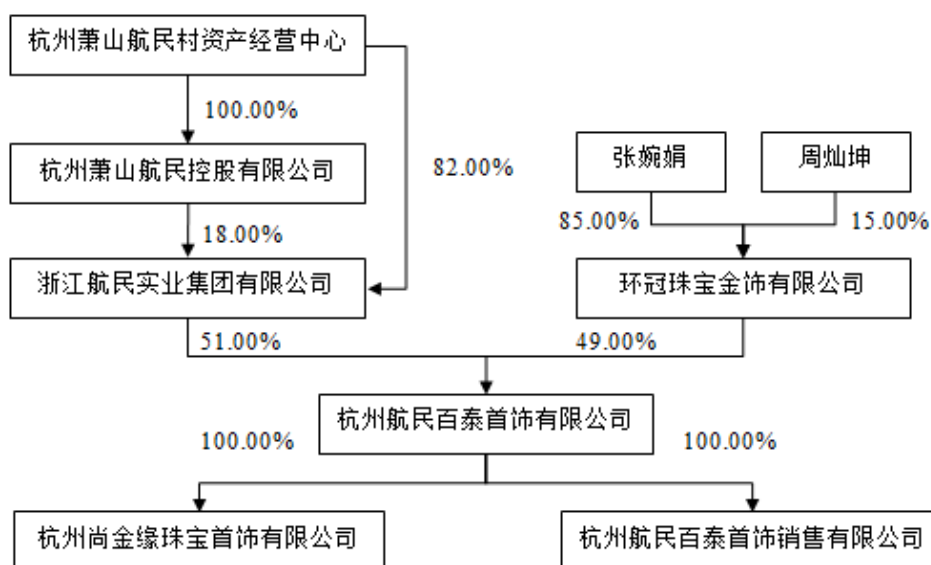 杭州萧山航民村资产经营中心
100.00%
杭州萧山航民控股有限公司
82.00%
张婉娟
周灿坤
18.00%
85.00%
15.00%
浙江航民实业集团有限公司
环冠珠宝金饰有限公司
51.00%
49.00%
杭州航民百泰首饰有限公司
100.00%
100.00%
杭州尚金缘珠宝首饰有限公司
杭州航民百泰首饰销售有限公司